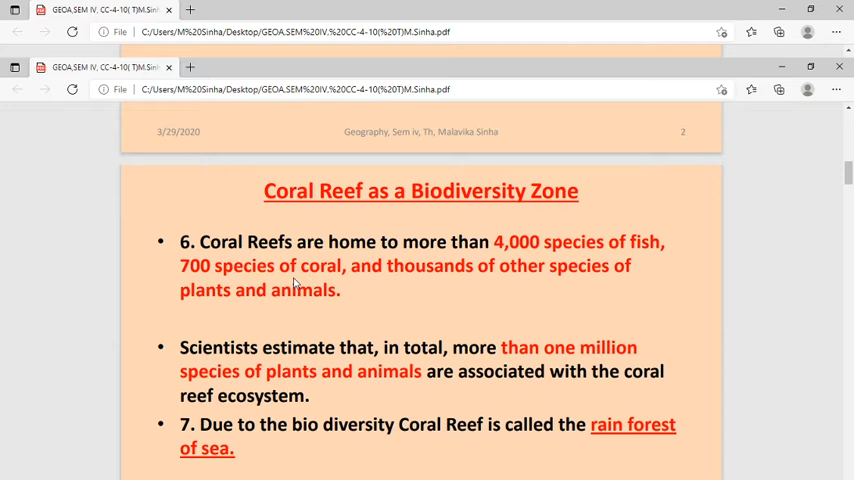 GEOA,SEM IV, CC-4-10( T)M.Sinh
File C:/Users/M%20Sinha/Desktop/GEOA.SEM%20IV.%20CC-4-10(%20T)M.Sinha.pdf
GEOA,SEM IV, CC-4-10( T)M.Sinh
File C:/Users/M%20Sinha/Desktop/GEOA.SEM%20IV.%20CC-4-10(%20T)M.Sinha.pdf
3/29/2020 Geography, Sem iv, Th, Malavika Sinha 2
Coral Reef as a Biodiversity Zone
• 6. Coral Reefs are home to more than 4,000 species of fish,
700 species of coral, and thousands of other species of
plants and animals.
• Scientists estimate that, in total, more than one million
species of plants and animals are associated with the coral
reef ecosystem.
• 7. Due to the bio diversity Coral Reef is called the rain forest
of sea.